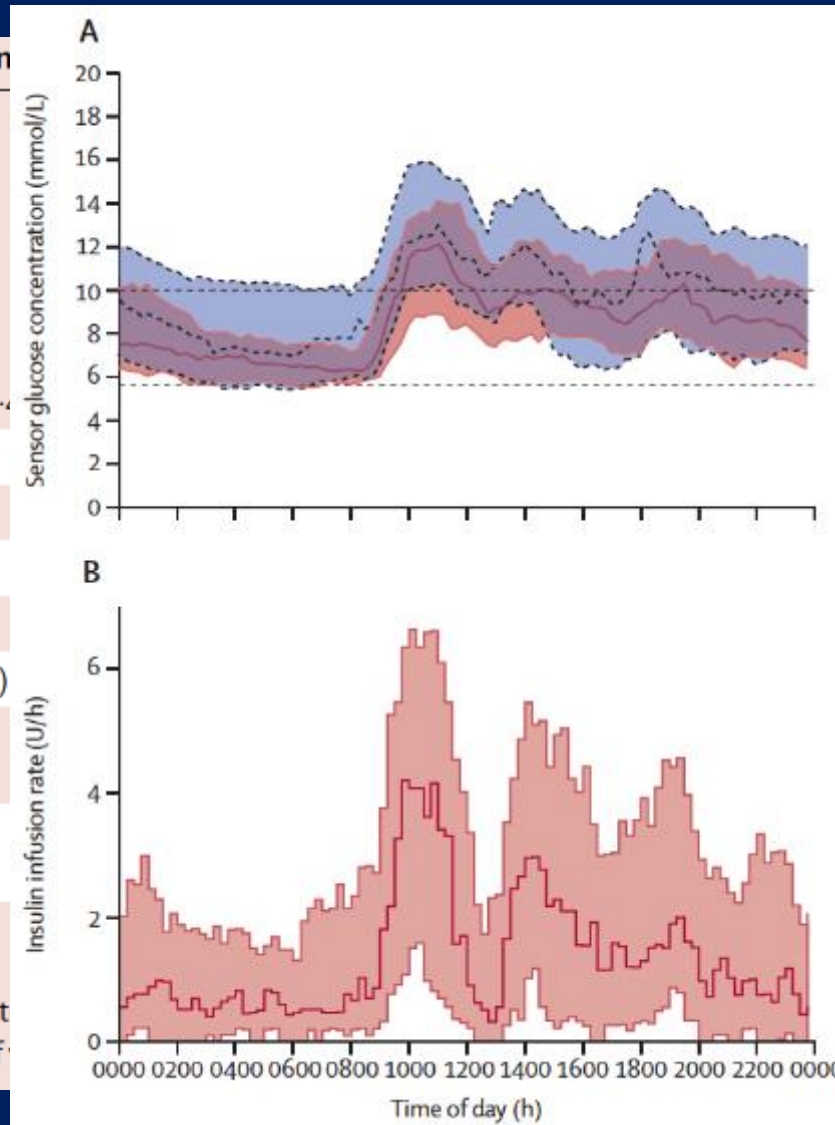 A
Sensor glucose concentration (mmol/L)
20
18
16
14
12
10
8
6
4
2
0
B
Insulin infusion rate (U/h)
6
4
2
0
0000 0200 0400 0600 0800 1000 1200 1400 1600 1800 2000 2200 0000
Time of day (h)